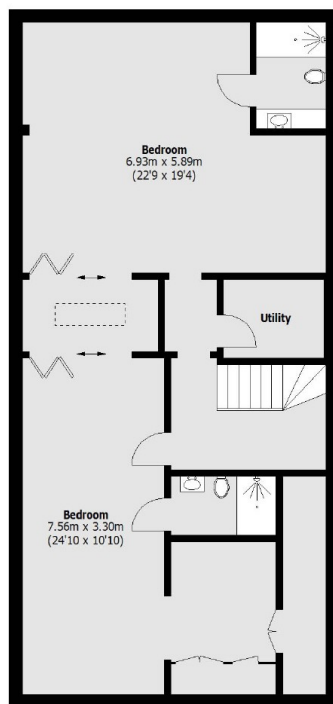 Bedroom
6.93m x 5.89m
(22'9 x 19'4)
Utility
Bedroom
7.56m x 3.30m
(24'10 x 10'10)